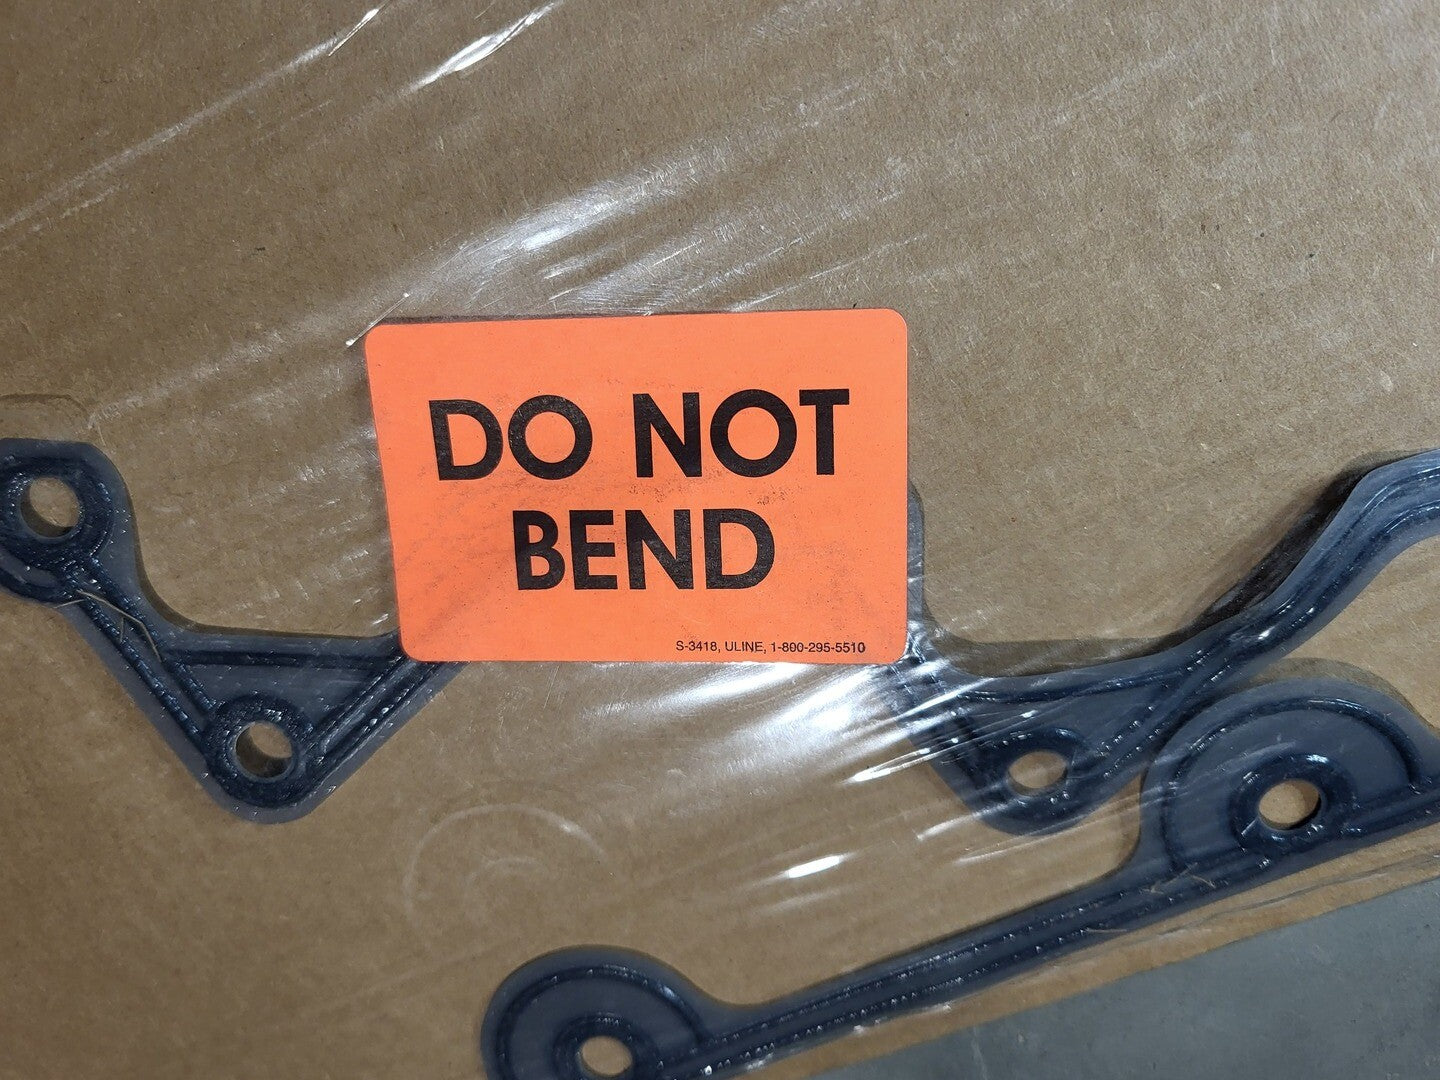 DO NOT
BEND
S-3418, ULINE, 1-800-295-5510